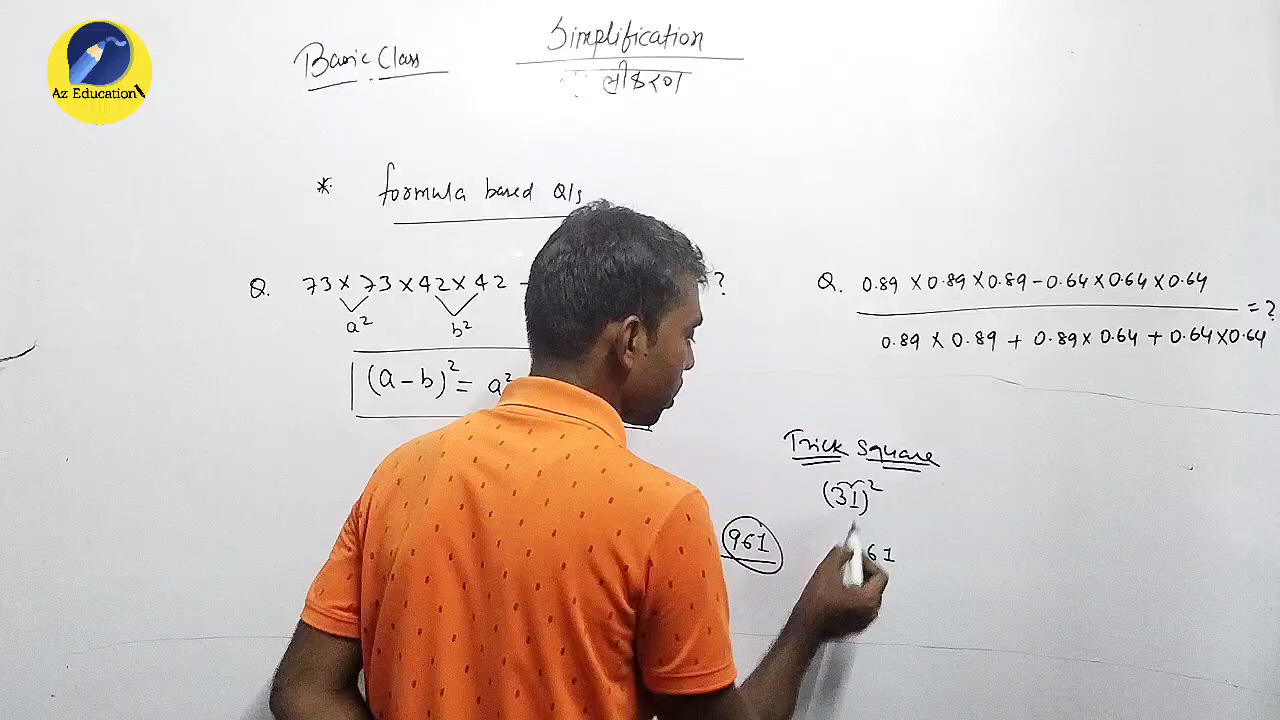 Az Education
Basic Class
Simplification
लीकरण
* formula based Q/s
Q. 73 × 73 × 42 × 42 - ?
a² b²
(a - b)² = a²
Q. 0.89 × 0.89 × 0.89 - 0.64 × 0.64 × 0.64
= ?
0.89 × 0.89 + 0.89 × 0.64 + 0.64 × 0.64
Trick Square
(31)²
961
61